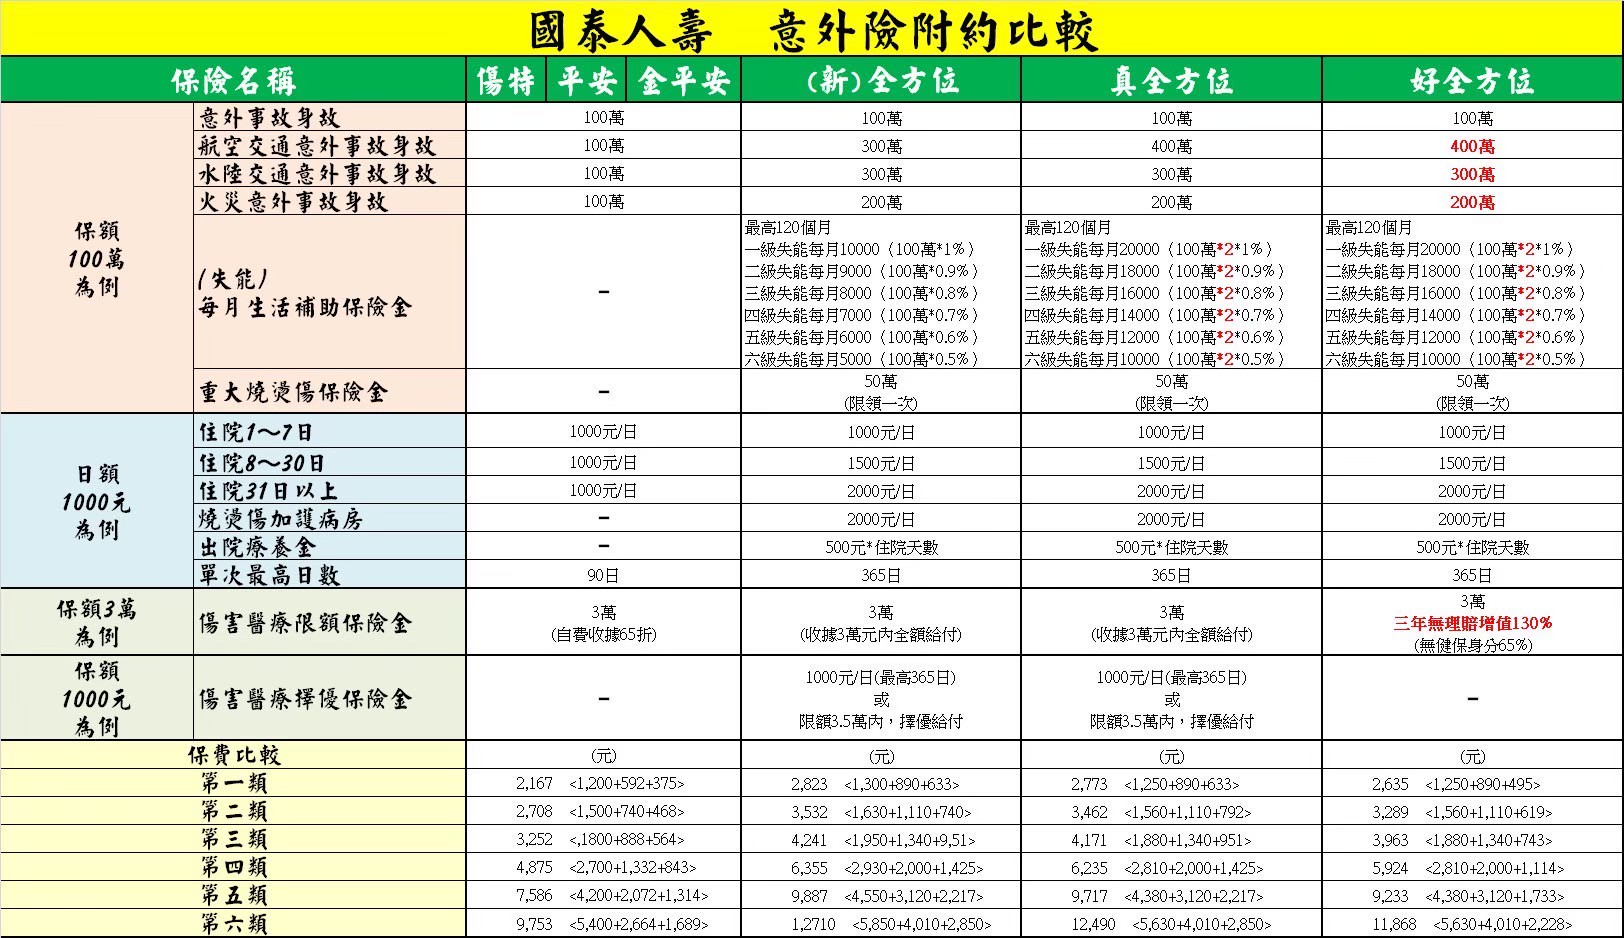 國泰人壽　意外險附約比較
保險名稱 傷特 平安 金平安 (新)全方位 真全方位 好全方位
保額
100萬
為例
意外事故身故 100萬 100萬 100萬 100萬
航空交通意外事故身故 100萬 300萬 400萬 400萬
水陸交通意外事故身故 100萬 300萬 300萬 300萬
火災意外事故身故 100萬 200萬 200萬 200萬
(失能)
每月生活補助保險金
–
最高120個月
一級失能每月10000（100萬*1%）
二級失能每月9000（100萬*0.9%）
三級失能每月8000（100萬*0.8%）
四級失能每月7000（100萬*0.7%）
五級失能每月6000（100萬*0.6%）
六級失能每月5000（100萬*0.5%）
最高120個月
一級失能每月20000（100萬*2*1%）
二級失能每月18000（100萬*2*0.9%）
三級失能每月16000（100萬*2*0.8%）
四級失能每月14000（100萬*2*0.7%）
五級失能每月12000（100萬*2*0.6%）
六級失能每月10000（100萬*2*0.5%）
最高120個月
一級失能每月20000（100萬*2*1%）
二級失能每月18000（100萬*2*0.9%）
三級失能每月16000（100萬*2*0.8%）
四級失能每月14000（100萬*2*0.7%）
五級失能每月12000（100萬*2*0.6%）
六級失能每月10000（100萬*2*0.5%）
重大燒燙傷保險金
–
50萬
(限領一次)
50萬
(限領一次)
50萬
(限領一次)
日額
1000元
為例
住院1～7日 1000元/日 1000元/日 1000元/日 1000元/日
住院8～30日 1000元/日 1500元/日 1500元/日 1500元/日
住院31日以上 1000元/日 2000元/日 2000元/日 2000元/日
燒燙傷加護病房 – 2000元/日 2000元/日 2000元/日
出院療養金 – 500元*住院天數 500元*住院天數 500元*住院天數
單次最高日數 90日 365日 365日 365日
保額3萬
為例
傷害醫療限額保險金
3萬
(自費收據65折)
3萬
(收據3萬元內全額給付)
3萬
(收據3萬元內全額給付)
3萬
三年無理賠增值130%
(無健保身分65%)
保額
1000元
為例
傷害醫療擇優保險金
–
1000元/日(最高365日)
或
限額3.5萬內，擇優給付
1000元/日(最高365日)
或
限額3.5萬內，擇優給付
–
保費比較 (元) (元) (元) (元)
第一類 2,167 <1,200+592+375> 2,823 <1,300+890+633> 2,773 <1,250+890+633> 2,635 <1,250+890+495>
第二類 2,708 <1,500+740+468> 3,532 <1,630+1,110+740> 3,462 <1,560+1,110+792> 3,289 <1,560+1,110+619>
第三類 3,252 <,1800+888+564> 4,241 <1,950+1,340+9,51> 4,171 <1,880+1,340+951> 3,963 <1,880+1,340+743>
第四類 4,875 <2,700+1,332+843> 6,355 <2,930+2,000+1,425> 6,235 <2,810+2,000+1,425> 5,924 <2,810+2,000+1,114>
第五類 7,586 <4,200+2,072+1,314> 9,887 <4,550+3,120+2,217> 9,717 <4,380+3,120+2,217> 9,233 <4,380+3,120+1,733>
第六類 9,753 <5,400+2,664+1,689> 1,2710 <5,850+4,010+2,850> 12,490 <5,630+4,010+2,850> 11,868 <5,630+4,010+2,228>